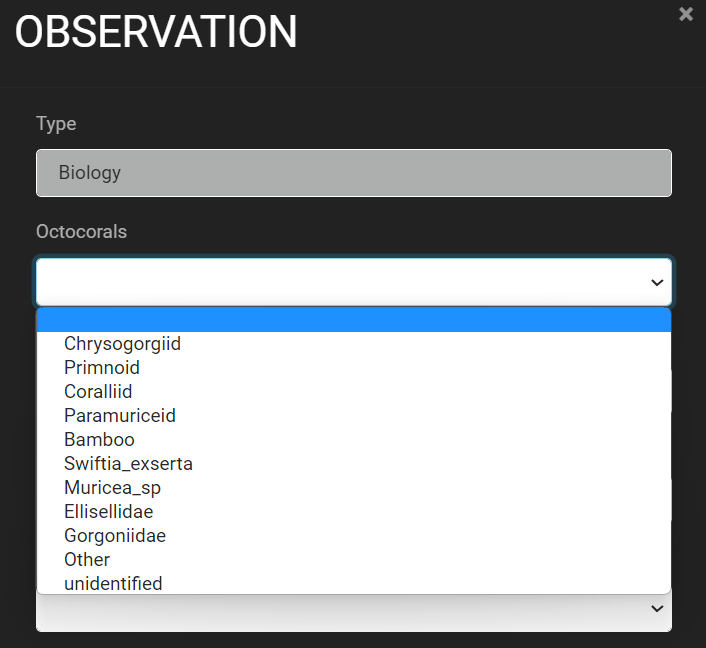 OBSERVATION
Type
Biology
Octocorals
Chrysogorgiid
Primnoid
Coralliid
Paramuriceid
Bamboo
Swiftia_exserta
Muricea_sp
Ellisellidae
Gorgoniidae
Other
unidentified